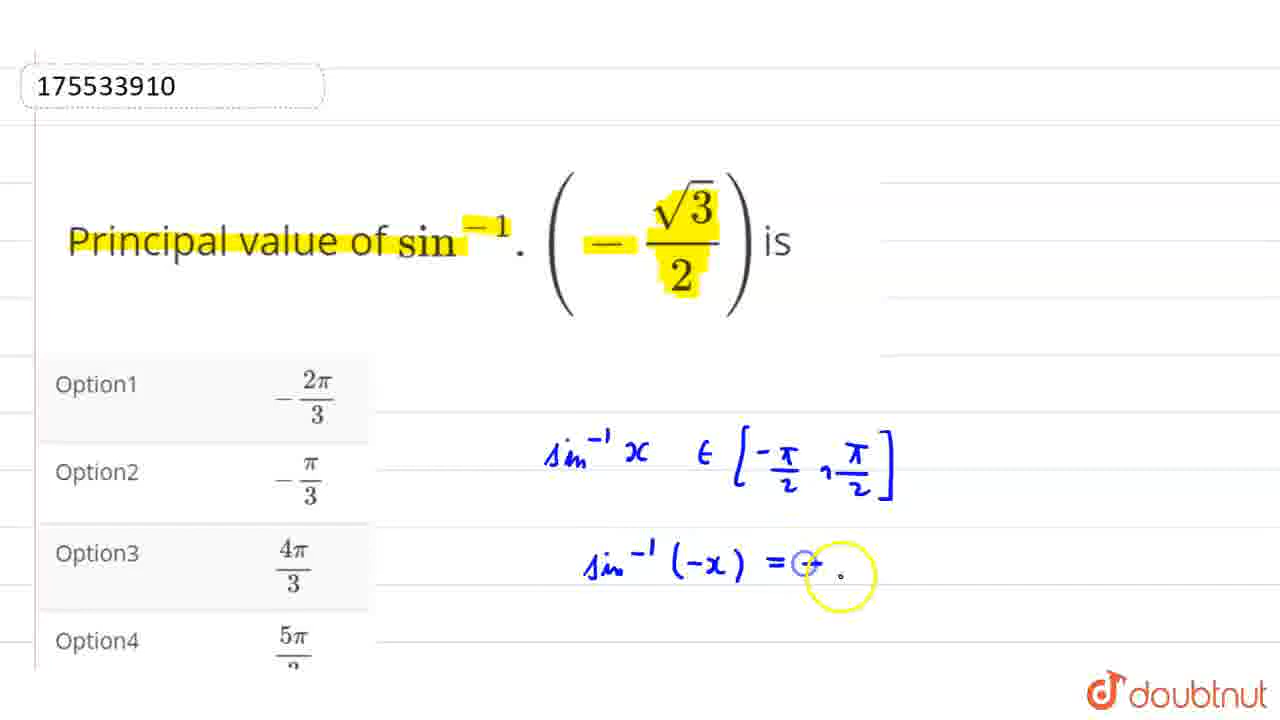 175533910
Principal value of sin⁻¹. (−√3/2) is
Option1 −2π/3
Option2 −π/3
sin⁻¹ x ∈ [−π/2, π/2]
Option3 4π/3
sin⁻¹ (−x) = −
Option4 5π
doubtnut